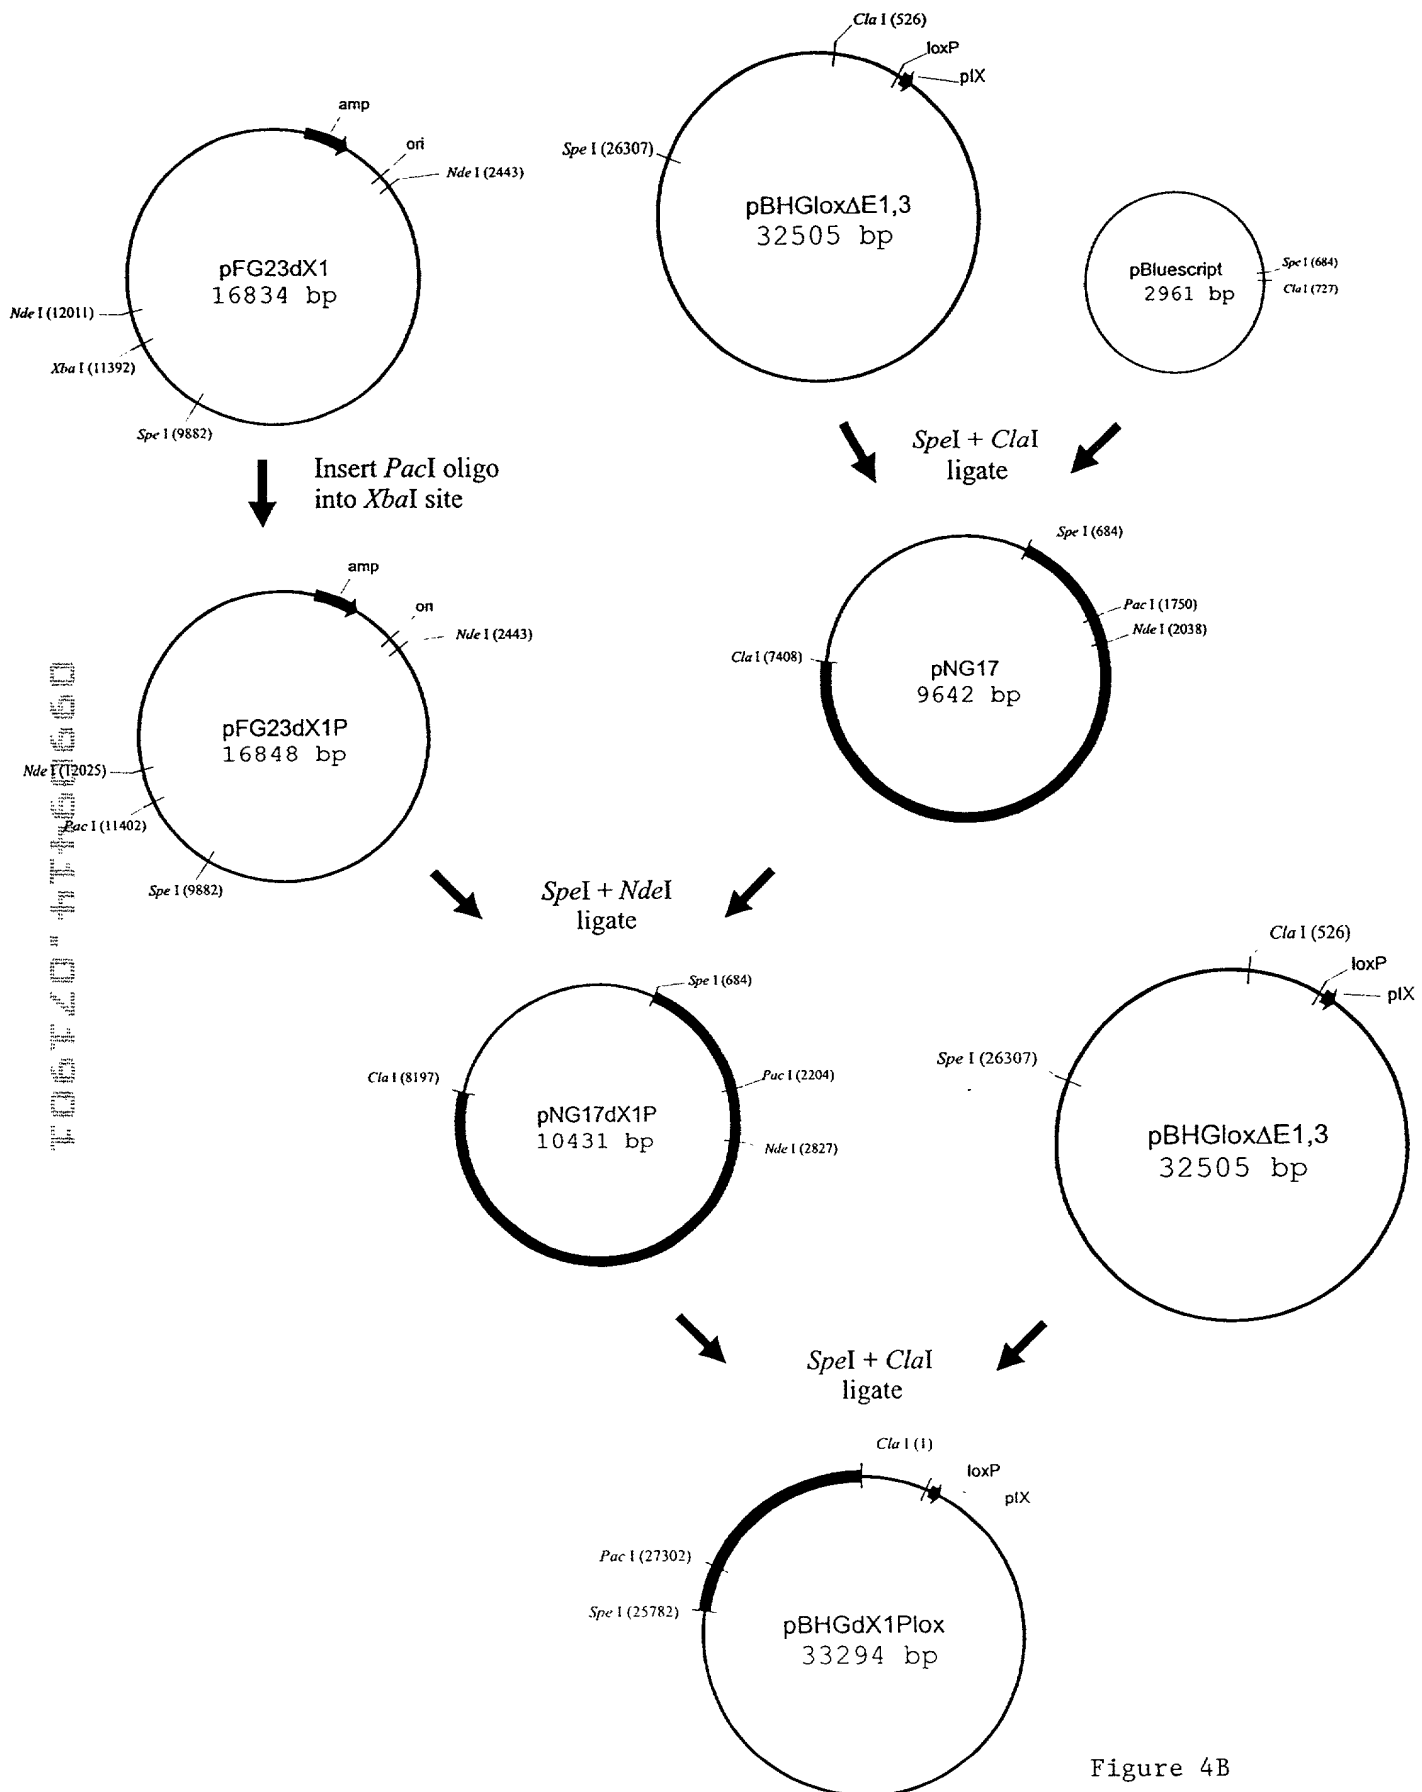 Cla I (526)
loxP
pIX
Spe I (26307)
pBHGloxΔE1,3
32505 bp
amp
ori
Nde I (2443)
pFG23dX1
16834 bp
Nde I (12011)
Xba I (11392)
Spe I (9882)
pBluescript
2961 bp
Spe I (684)
Cla I (727)
Insert PacI oligo
into XbaI site
SpeI + ClaI
ligate
amp
ori
Nde I (2443)
pFG23dX1P
16848 bp
Nde I (12025)
Pac I (11402)
Spe I (9882)
Spe I (684)
Pac I (1750)
Nde I (2038)
Cla I (7408)
pNG17
9642 bp
SpeI + NdeI
ligate
Spe I (684)
Cla I (8197)
Pac I (2204)
Nde I (2827)
pNG17dX1P
10431 bp
Cla I (526)
loxP
pIX
Spe I (26307)
pBHGloxΔE1,3
32505 bp
SpeI + ClaI
ligate
Cla I (1)
loxP
pIX
Pac I (27302)
Spe I (25782)
pBHGdX1Plox
33294 bp
Figure 4B